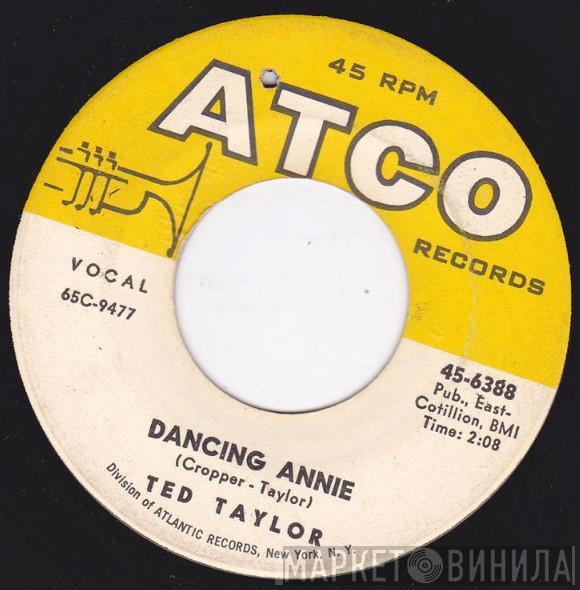 45 RPM
ATCO
RECORDS
VOCAL
65C-9477
45-6388
Pub., East-
Cotillion, BMI
Time: 2:08
DANCING ANNIE
(Cropper - Taylor)
TED TAYLOR
Division of ATLANTIC RECORDS, New York, N. Y.
МАРКЕТ ВИНИЛА